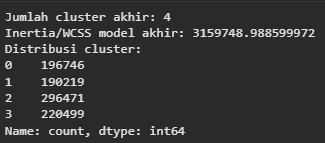 Jumlah cluster akhir: 4
Inertia/WCSS model akhir: 3159748.988599972
Distribusi cluster:
0    196746
1    190219
2    296471
3    220499
Name: count, dtype: int64